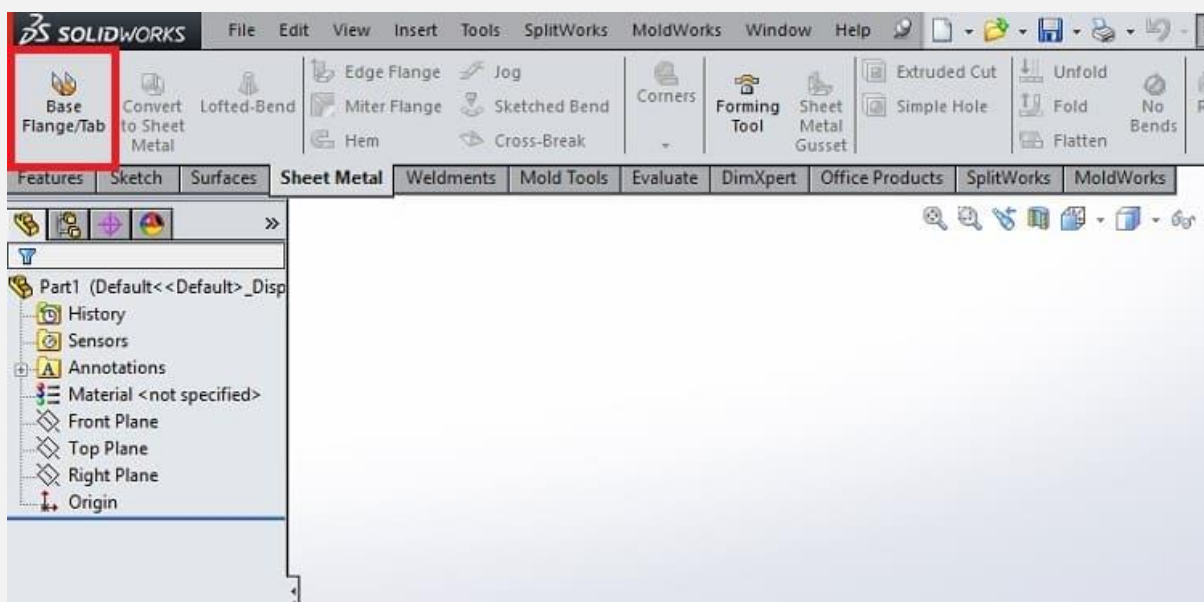 SOLIDWORKS File Edit View Insert Tools SplitWorks MoldWorks Window Help
Base Flange/Tab
Convert to Sheet Metal
Lofted-Bend
Edge Flange
Miter Flange
Hem
Jog
Sketched Bend
Cross-Break
Corners
Forming Tool
Sheet Metal Gusset
Extruded Cut
Simple Hole
Unfold
Fold
Flatten
No Bends
Features Sketch Surfaces Sheet Metal Weldments Mold Tools Evaluate DimXpert Office Products SplitWorks MoldWorks
Part1 (Default<<Default>_Disp
History
Sensors
A Annotations
Material <not specified>
Front Plane
Top Plane
Right Plane
Origin